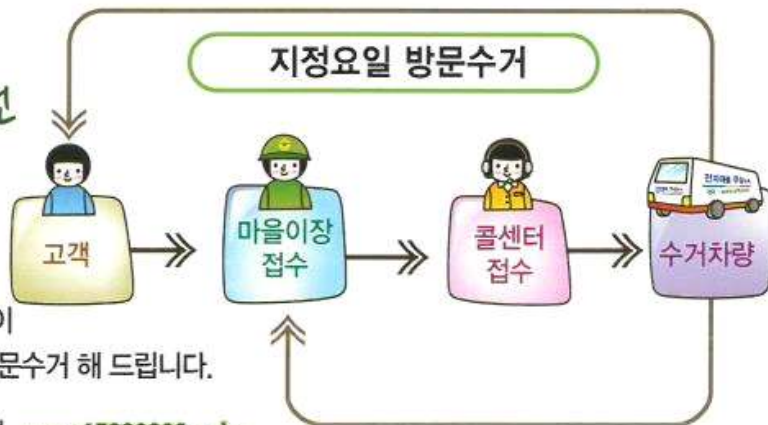 지정요일 방문수거
고객
마을이장
접수
콜센터
접수
수거차량
이
문수거 해 드립니다.